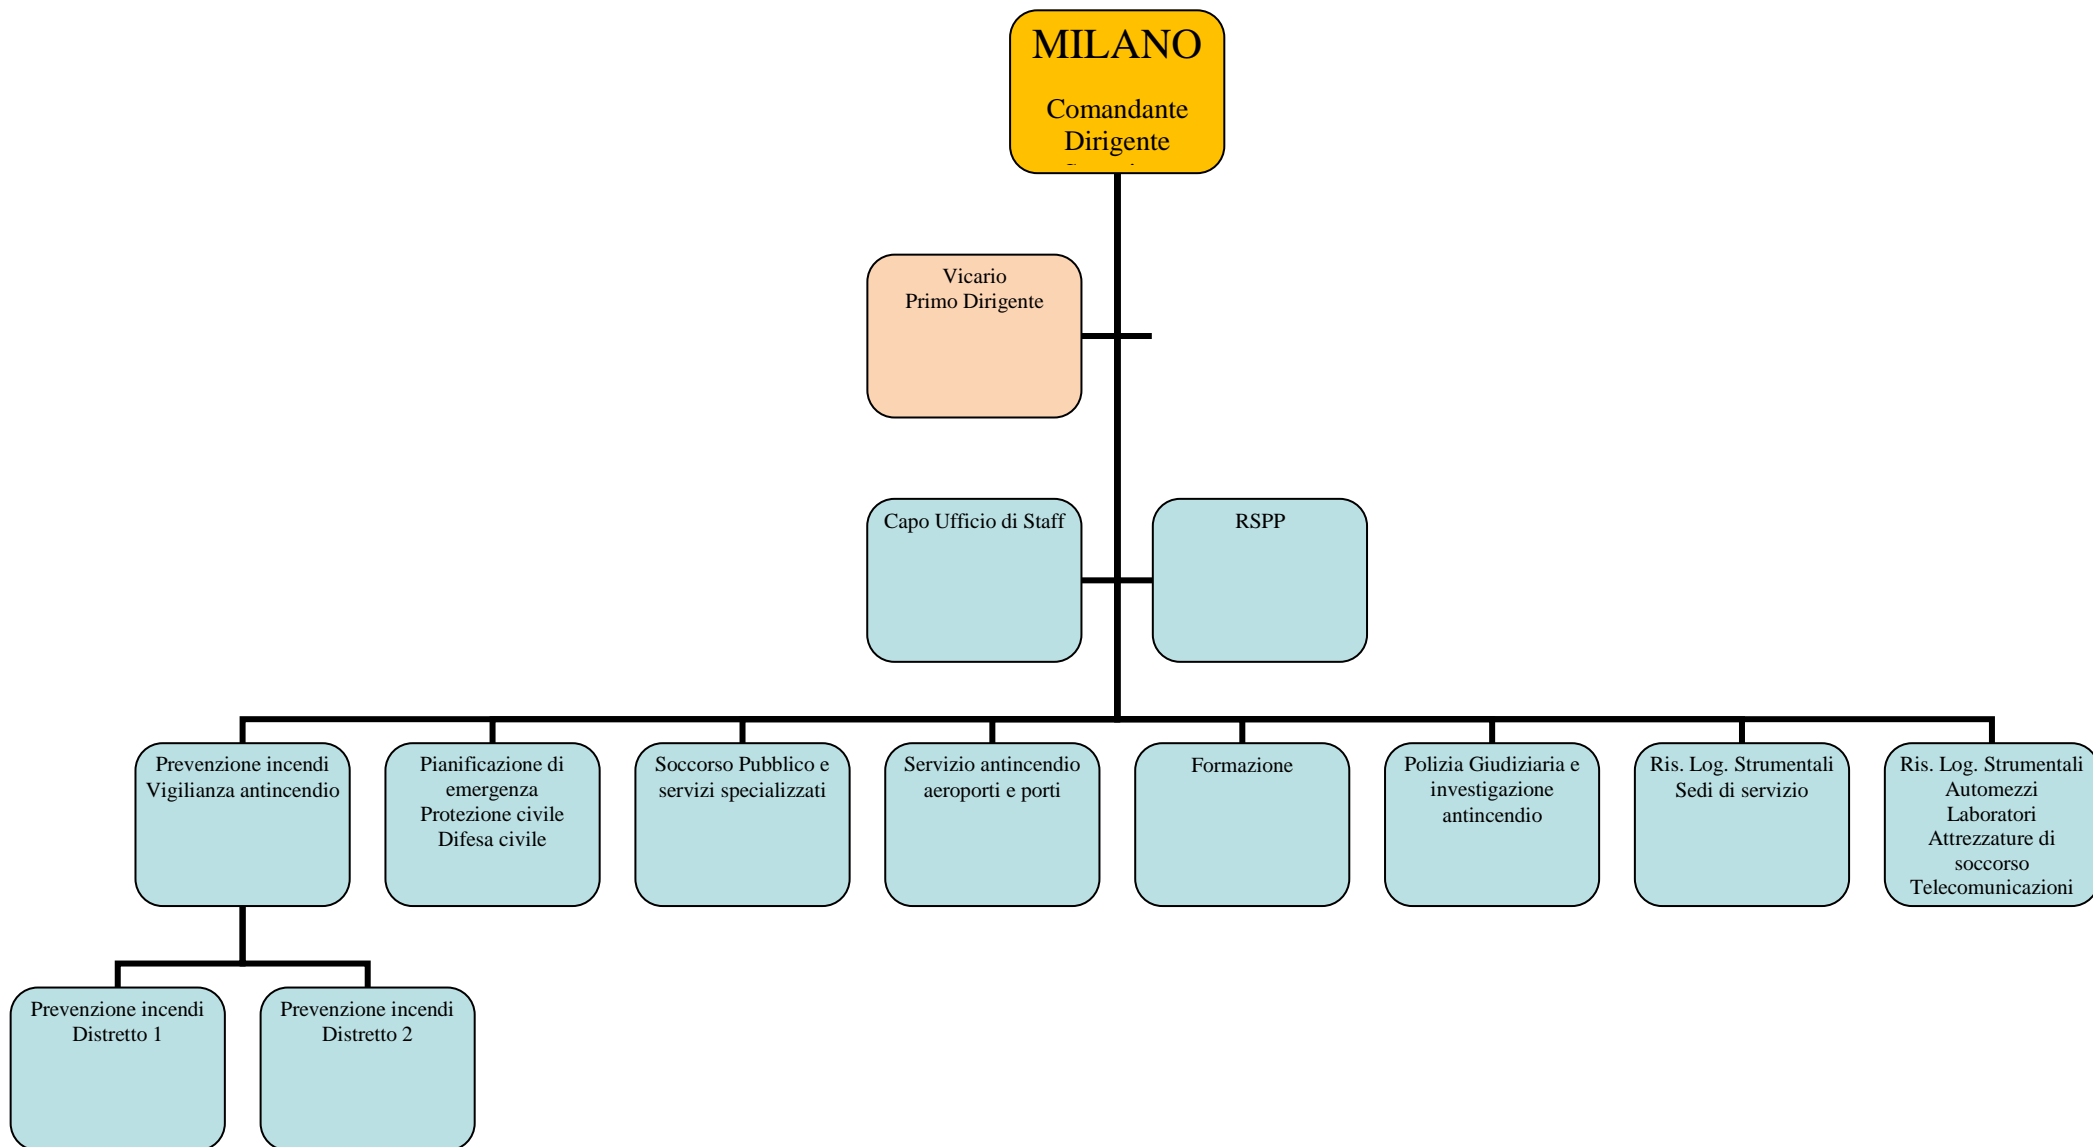 MILANO
Comandante
Dirigente
Vicario
Primo Dirigente
Capo Ufficio di Staff
RSPP
Prevenzione incendi
Vigilianza antincendio
Pianificazione di
emergenza
Protezione civile
Difesa civile
Soccorso Pubblico e
servizi specializzati
Servizio antincendio
aeroporti e porti
Formazione
Polizia Giudiziaria e
investigazione
antincendio
Ris. Log. Strumentali
Sedi di servizio
Ris. Log. Strumentali
Automezzi
Laboratori
Attrezzature di
soccorso
Telecomunicazioni
Prevenzione incendi
Distretto 1
Prevenzione incendi
Distretto 2